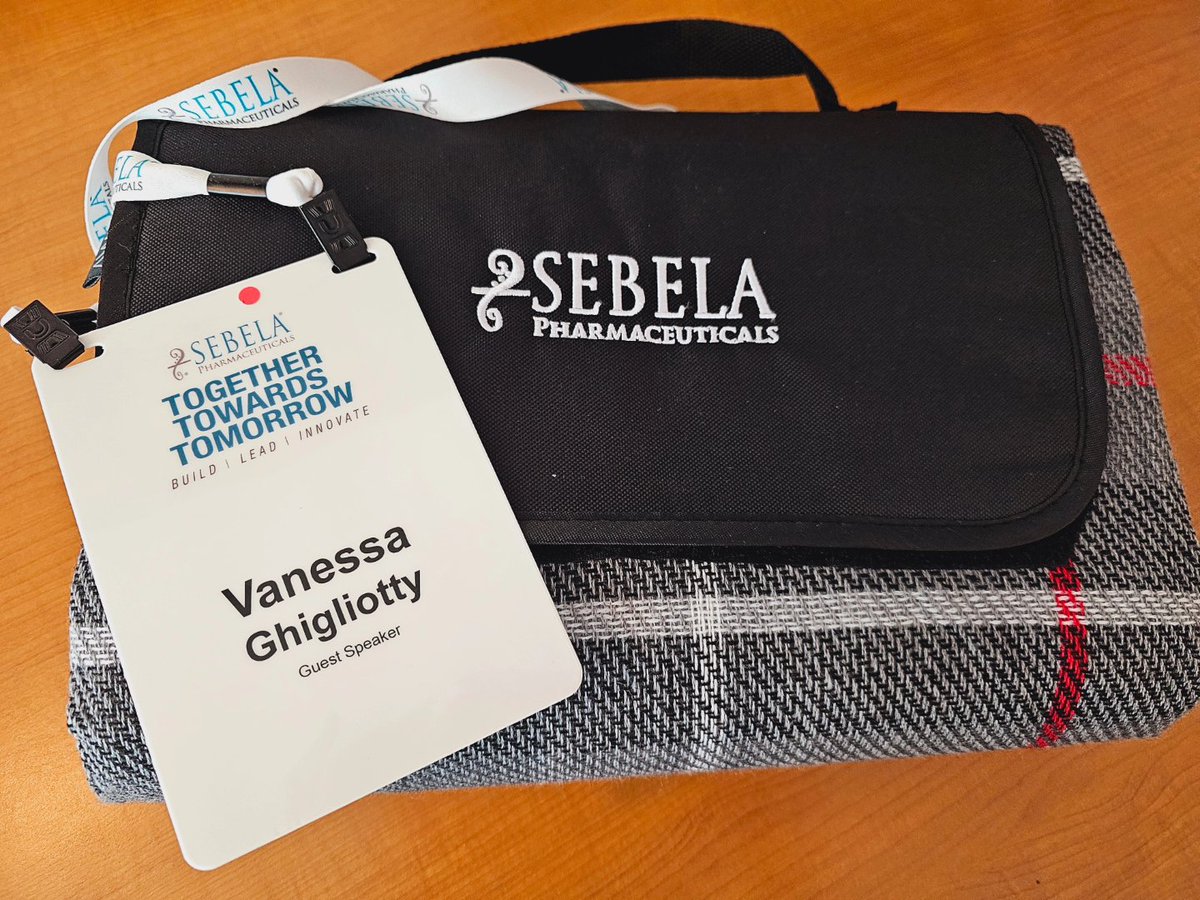 SEBELA
PHARMACEUTICALS
SEBELA
PHARMACEUTICALS
SEBELA
PHARMACEUTICALS
SEBELA
PHARMACEUTICALS
TOGETHER
TOWARDS
TOMORROW
BUILD | LEAD | INNOVATE
Vanessa
Ghigliotty
Guest Speaker